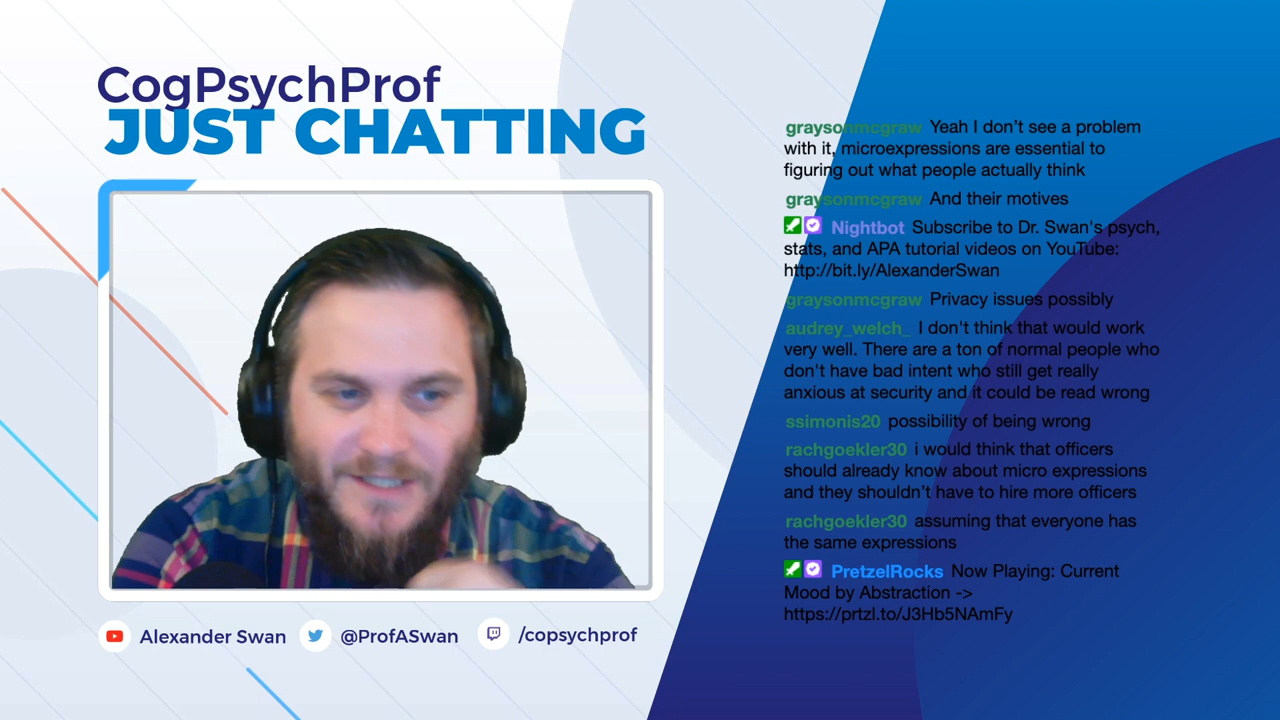 CogPsychProf
JUST CHATTING
graysonmcgraw Yeah I don’t see a problem
with it, microexpressions are essential to
figuring out what people actually think
graysonmcgraw And their motives
Nightbot Subscribe to Dr. Swan's psych,
stats, and APA tutorial videos on YouTube:
http://bit.ly/AlexanderSwan
graysonmcgraw Privacy issues possibly
audrey_welch_ I don't think that would work
very well. There are a ton of normal people who
don't have bad intent who still get really
anxious at security and it could be read wrong
ssimonis20 possibility of being wrong
rachgoekler30 i would think that officers
should already know about micro expressions
and they shouldn’t have to hire more officers
rachgoekler30 assuming that everyone has
the same expressions
PretzelRocks Now Playing: Current
Mood by Abstraction ->
https://prtzl.to/J3Hb5NAmFy
Alexander Swan @ProfASwan /copsychprof